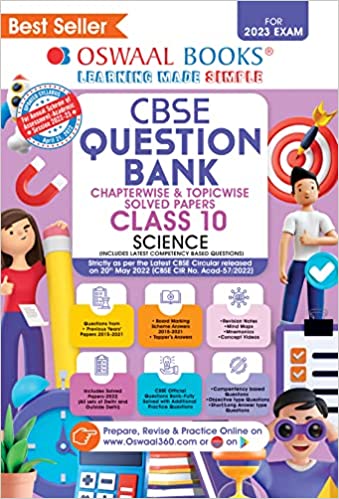 Best Seller
FOR
2023 EXAM
OSWAAL BOOKS®
LEARNING MADE SIMPLE
CBSE
QUESTION
BANK
CHAPTERWISE & TOPICWISE
SOLVED PAPERS
CLASS 10
SCIENCE
(INCLUDES LATEST COMPETENCY BASED QUESTIONS)
Strictly as per the Latest CBSE Circular released
on 20th May 2022 (CBSE CIR No. Acad-57/2022)
Questions from
Previous Years'
Papers 2015-2021
• Board Marking
Scheme Answers
2015-2021
• Topper's Answers
• Revision Notes
• Mind Maps
• Mnemonics
• Concept Videos
Includes Solved
Papers-2022
(All sets of Delhi and
Outside Delhi)
CBSE Official
Questions Bank-Fully
Solved with Additional
Practice Questions
• Competency based
Questions
• Objective type Questions
• Short/Long Answer type
Questions
Prepare, Revise & Practice Online on
www.Oswaal360.com or on